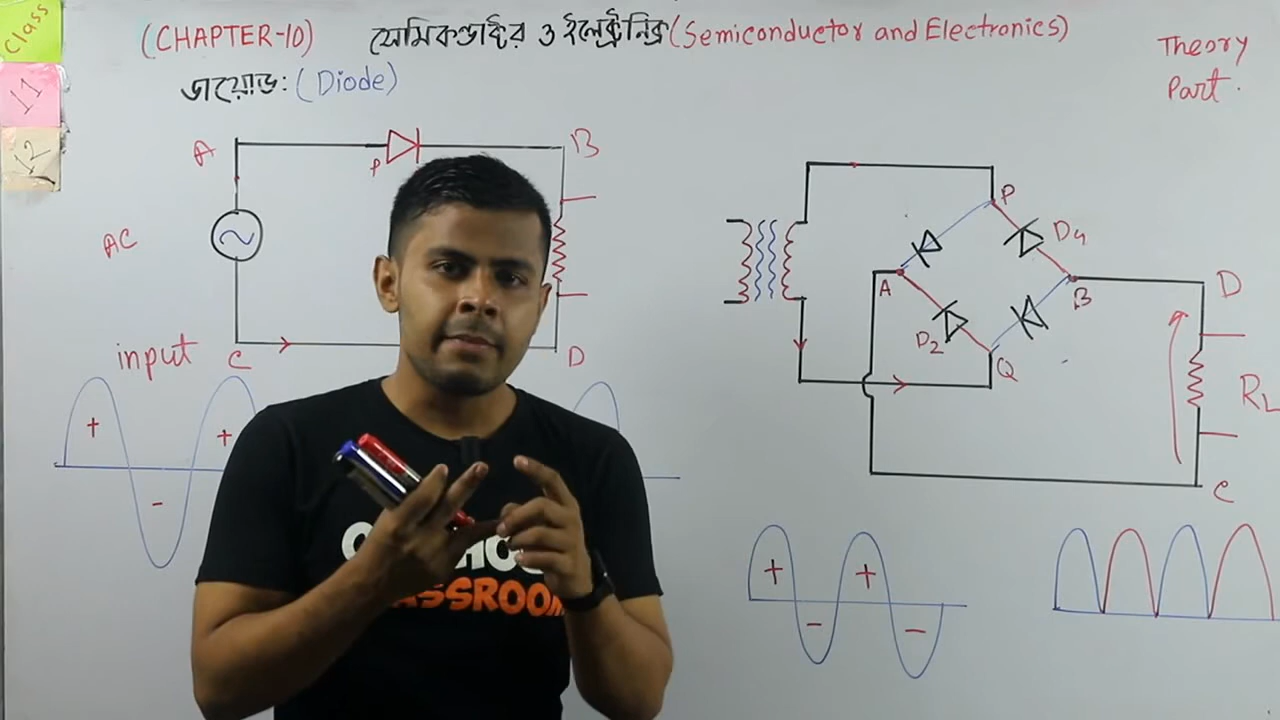 Class
11
12
(CHAPTER-10) সেমিকন্ডাক্টর ও ইলেক্ট্রনিক্স (Semiconductor and Electronics)
Theory
Part.
ডায়োড: (Diode)
A
P
B
AC
input
C
D
+
-
+
P
D4
A
B
D2
Q
D
RL
C
+
-
+
-